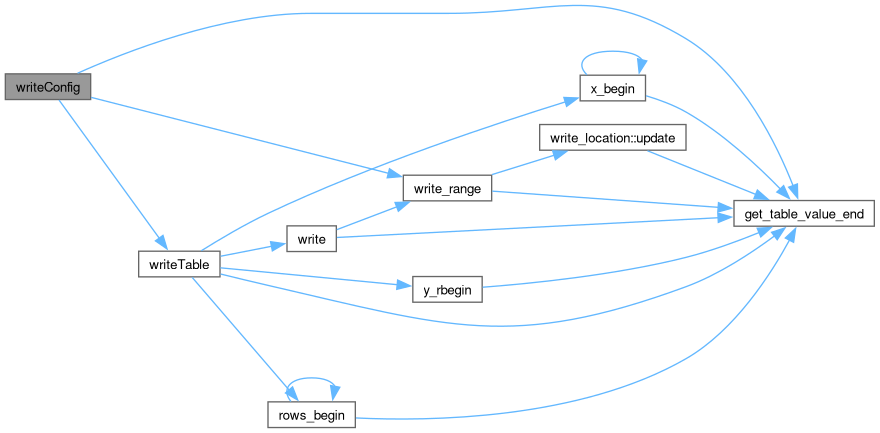 writeConfig
x_begin
write_location::update
write_range
get_table_value_end
write
writeTable
y_rbegin
rows_begin